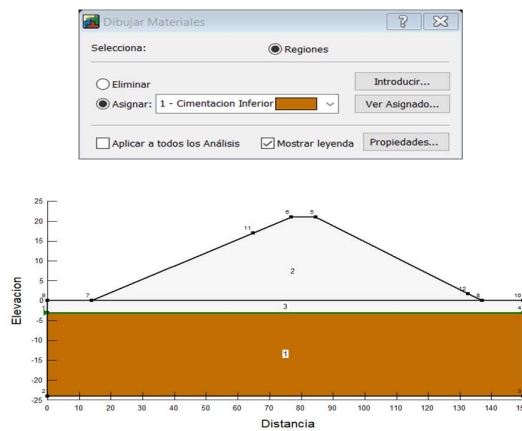 Dibujar Materiales
Selecciona: Regiones
Eliminar Introducir...
Asignar: 1 - Cimentacion Inferior Ver Asignado...
Aplicar a todos los Análisis Mostrar leyenda Propiedades...
25
20
15
10
5
0
-5
-10
-15
-20
-25
Elevacion
6 5
11
2
9 7 12 8 10
3
1
2
0 10 20 30 40 50 60 70 80 90 100 110 120 130 140
Distancia